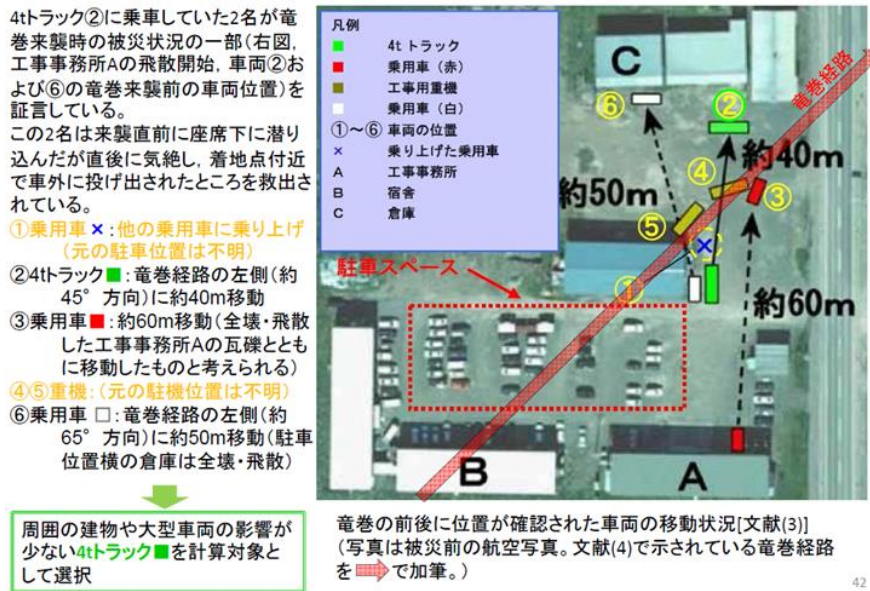 4tトラック②に乗車していた2名が竜
巻来襲時の被災状況の一部（右図,
工事事務所Aの飛散開始, 車両②お
よび⑥の竜巻来襲前の車両位置）を
証言している。
この2名は来襲直前に座席下に潜り
込んだが直後に気絶し, 着地点付近
で車外に投げ出されたところを救出さ
れている。
①乗用車×:他の乗用車に乗り上げ
（元の駐車位置は不明）
②4tトラック■:竜巻経路の左側（約
45°方向）に約40m移動
③乗用車■:約60m移動（全壊・飛散
した工事事務所Aの瓦礫ととも
に移動したものと考えられる）
④⑤重機:（元の駐機位置は不明）
⑥乗用車 □:竜巻経路の左側（約
65°方向）に約50m移動（駐車
位置横の倉庫は全壊・飛散）
周囲の建物や大型車両の影響が
少ない4tトラック■を計算対象と
して選択
凡例
4t トラック
乗用車（赤）
工事用重機
乗用車（白）
①～⑥ 車両の位置
× 乗り上げた乗用車
A 工事事務所
B 宿舎
C 倉庫
C
⑥
②
竜巻経路
約40m
④
③
約50m
⑤
駐車スペース
①
約60m
B
A
竜巻の前後に位置が確認された車両の移動状況[文献(3)]
（写真は被災前の航空写真。文献(4)で示されている竜巻経路
を で加筆。）
42